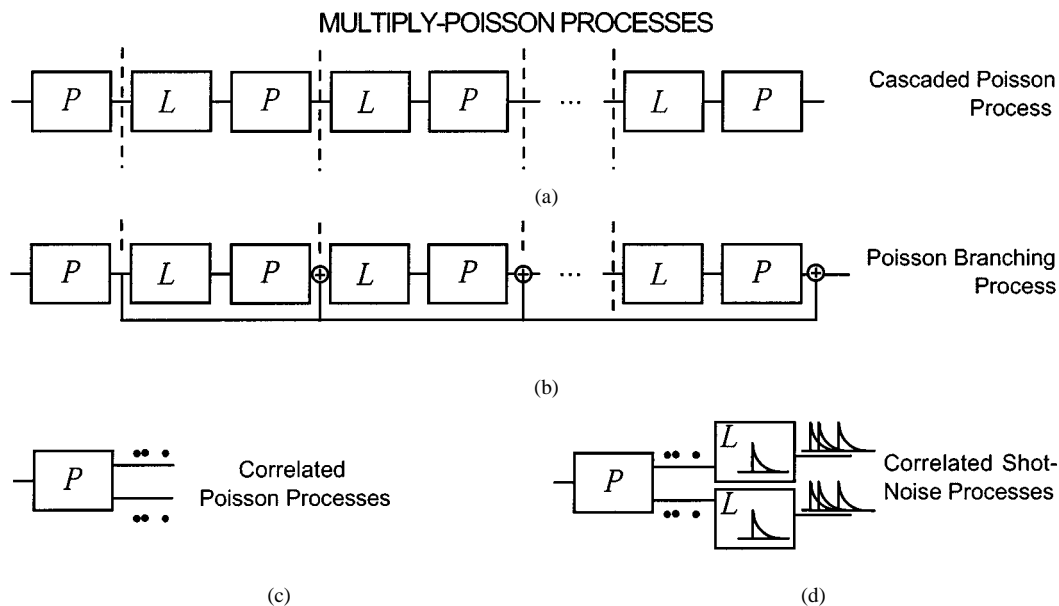 MULTIPLY-POISSON PROCESSES
P L P L P ... L P
Cascaded Poisson
Process
(a)
P L P L P ... L P
Poisson Branching
Process
(b)
P
Correlated
Poisson Processes
(c)
P
L
L
Correlated Shot-
Noise Processes
(d)